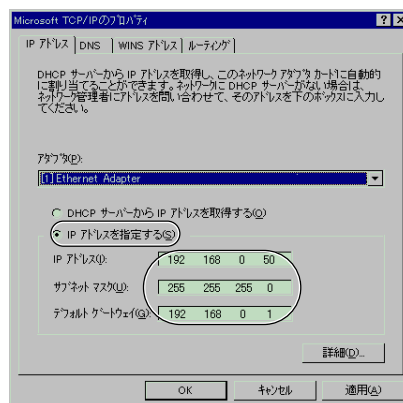 Microsoft TCP/IPのプロパティ
IP アドレス DNS WINS アドレス ルーティング
DHCP サーバーから IP アドレスを取得し、このネットワーク アダプタ カードに自動的
に割り当てることができます。ネットワークに DHCP サーバーがない場合は、
ネットワーク管理者にアドレスを問い合わせて、そのアドレスを下のボックスに入力し
てください。
アダプタ(P):
[1] Ethernet Adapter
DHCP サーバーから IP アドレスを取得する(O)
IP アドレスを指定する(S)
IP アドレス(I): 192 168 0 50
サブネット マスク(U): 255 255 255 0
デフォルト ゲートウェイ(G): 192 168 0 1
詳細(D)...
OK キャンセル 適用(A)